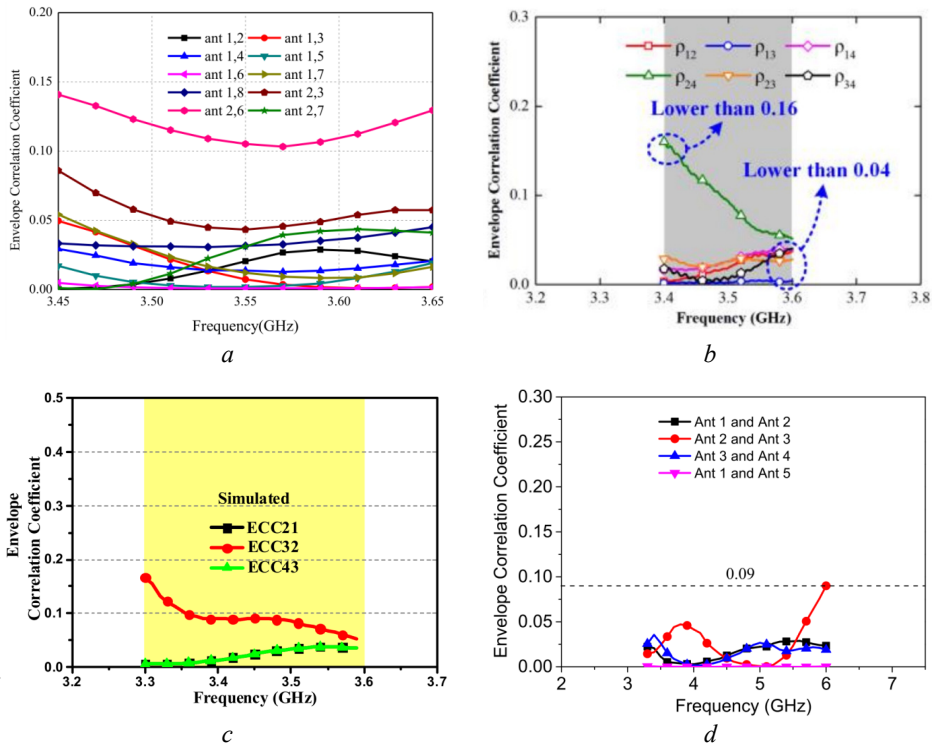 0.20
0.15
0.10
0.05
0.00
Envelope Correlation Coefficient
ant 1,2 ant 1,3
ant 1,4 ant 1,5
ant 1,6 ant 1,7
ant 1,8 ant 2,3
ant 2,6 ant 2,7
3.45 3.50 3.55 3.60 3.65
Frequency(GHz)
a
0.3
0.2
0.1
0.0
Envelope Correlation Coefficient
ρ12 ρ13 ρ14
ρ24 ρ23 ρ34
Lower than 0.16
Lower than 0.04
3.2 3.3 3.4 3.5 3.6 3.7 3.8
Frequency (GHz)
b
0.5
0.4
0.3
0.2
0.1
0.0
Envelope
Correlation Coefficient
Simulated
ECC21
ECC32
ECC43
3.2 3.3 3.4 3.5 3.6 3.7
Frequency (GHz)
c
0.30
0.25
0.20
0.15
0.10
0.05
0.00
Envelope Correlation Coefficient
Ant 1 and Ant 2
Ant 2 and Ant 3
Ant 3 and Ant 4
Ant 1 and Ant 5
0.09
2 3 4 5 6 7
Frequency (GHz)
d